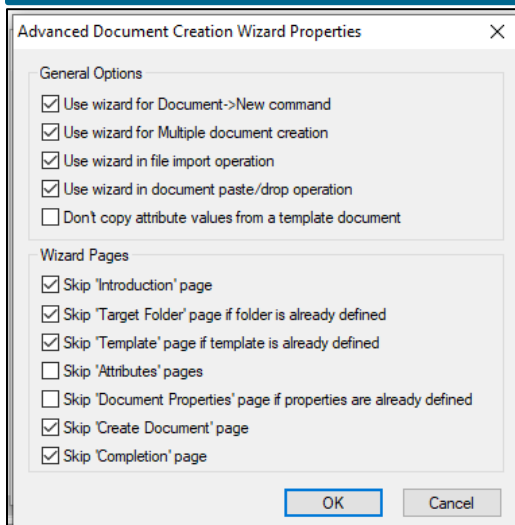 Advanced Document Creation Wizard Properties
General Options
Use wizard for Document->New command
Use wizard for Multiple document creation
Use wizard in file import operation
Use wizard in document paste/drop operation
Don't copy attribute values from a template document
Wizard Pages
Skip 'Introduction' page
Skip 'Target Folder' page if folder is already defined
Skip 'Template' page if template is already defined
Skip 'Attributes' pages
Skip 'Document Properties' page if properties are already defined
Skip 'Create Document' page
Skip 'Completion' page
OK
Cancel